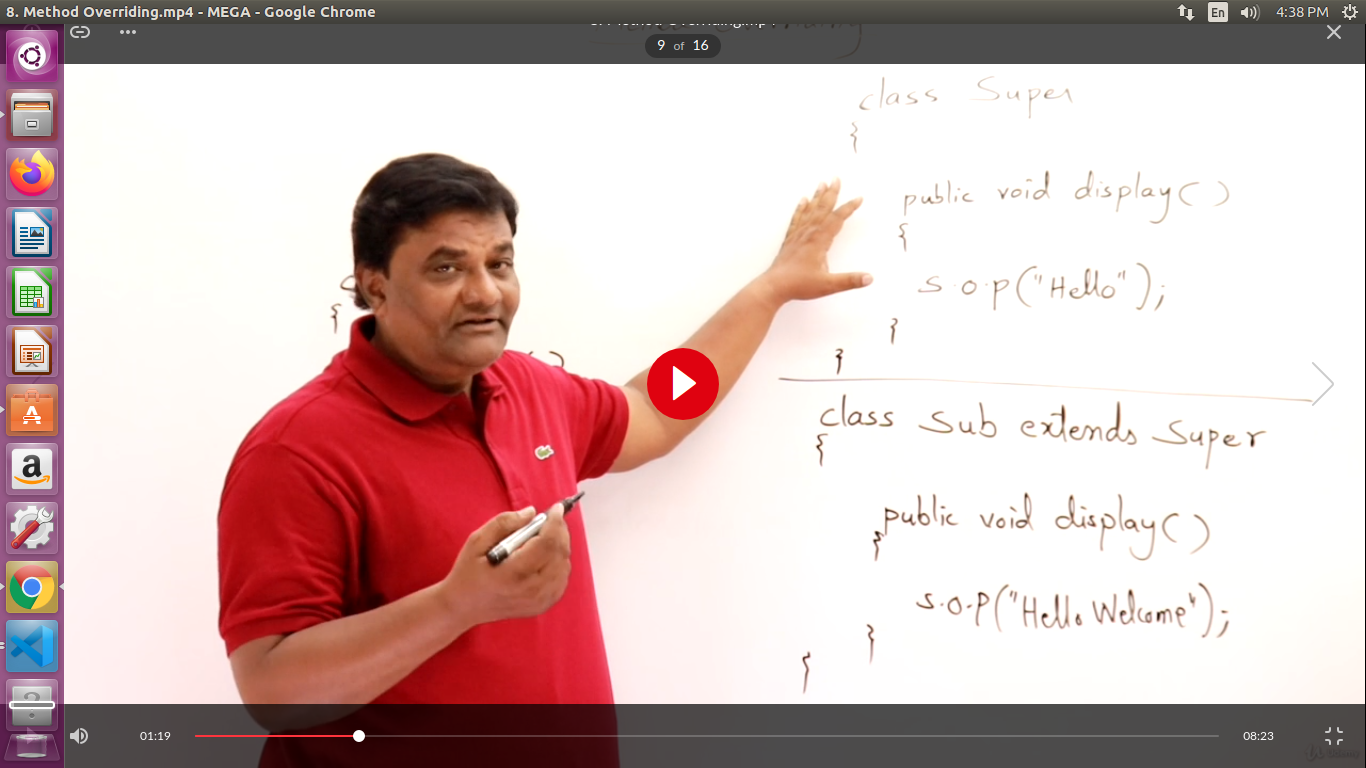 8. Method Overriding.mp4 - MEGA - Google Chrome
En
4:38 PM
9 of 16
class Super
{
public void display( )
{
s.o.p("Hello");
}
}
class Sub extends Super
{
public void display( )
{
s.o.p("Hello Welcome");
}
}
01:19
08:23